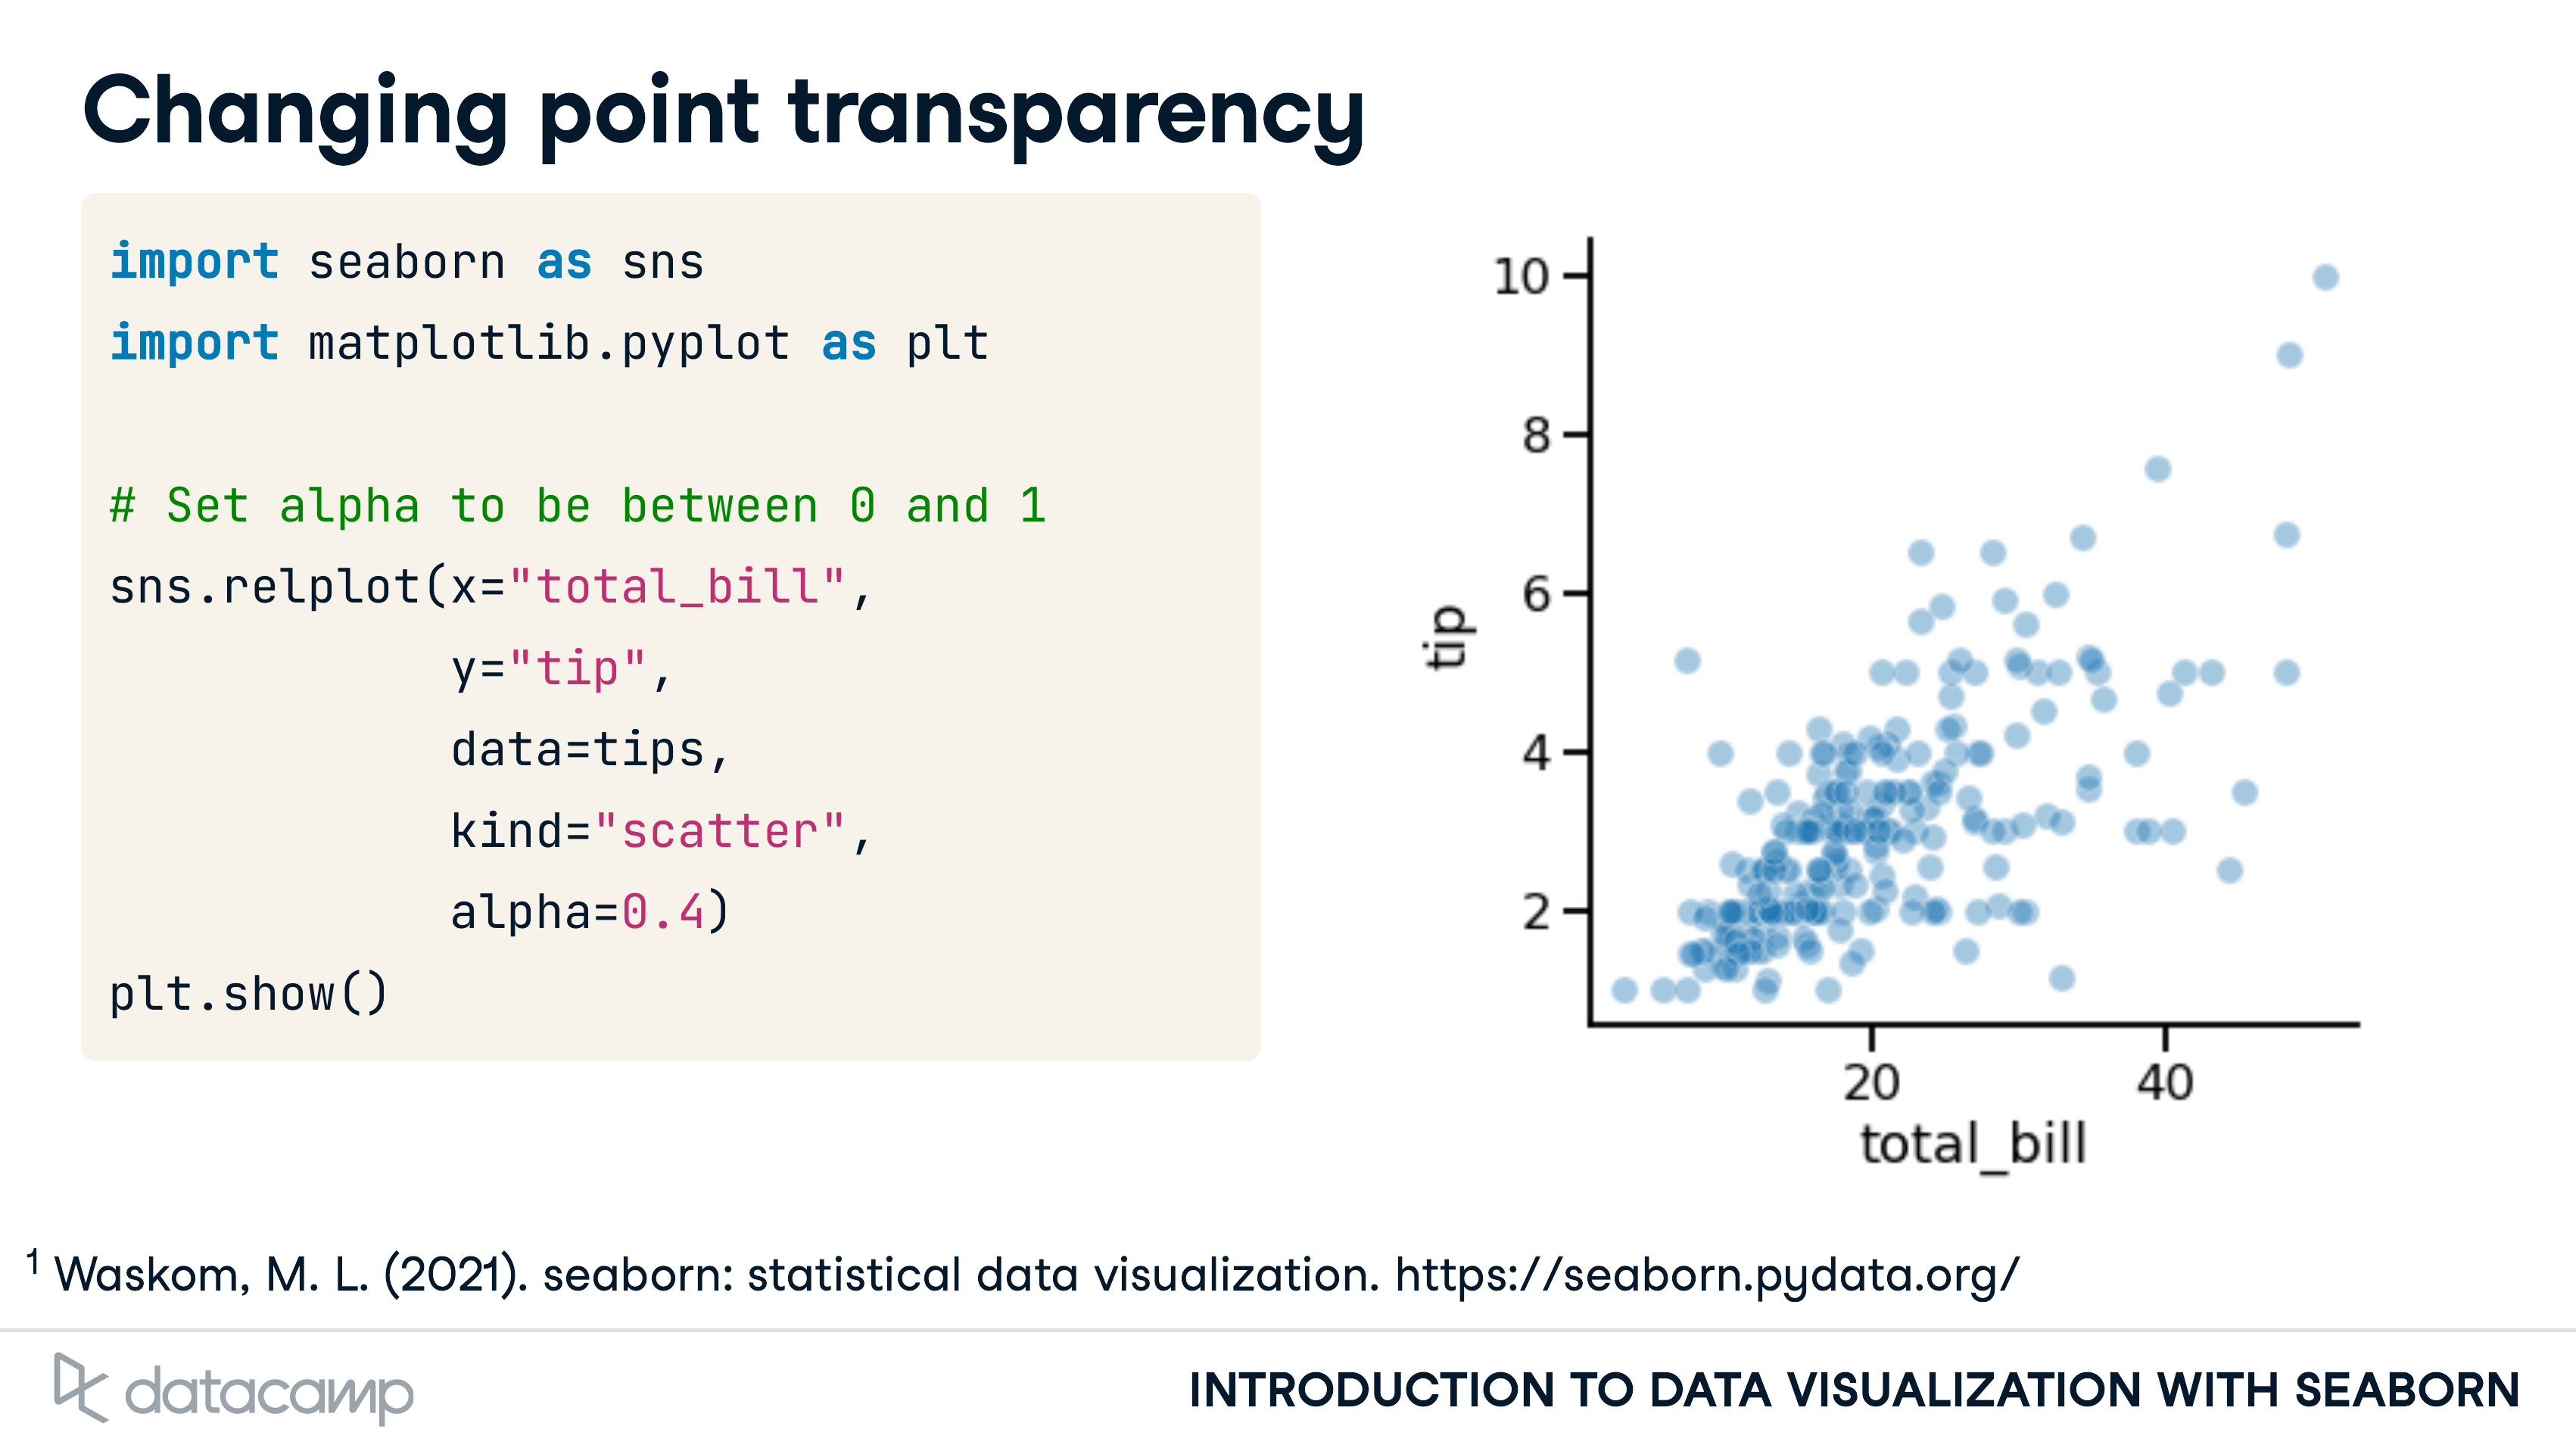 Changing point transparency
import seaborn as sns
import matplotlib.pyplot as plt
# Set alpha to be between 0 and 1
sns.relplot(x="total_bill",
y="tip",
data=tips,
kind="scatter",
alpha=0.4)
plt.show()
10
8
6
4
2
tip
20 40
total_bill
1 Waskom, M. L. (2021). seaborn: statistical data visualization. https://seaborn.pydata.org/
datacamp
INTRODUCTION TO DATA VISUALIZATION WITH SEABORN